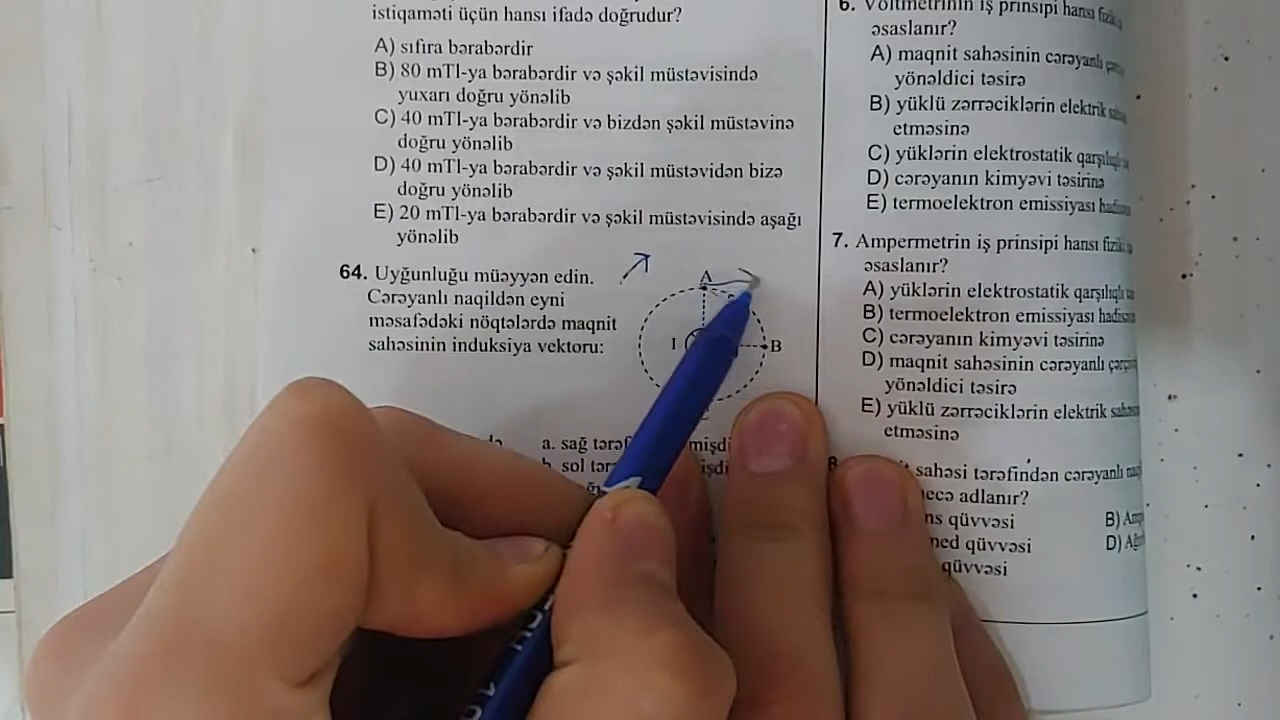 istiqaməti üçün hansı ifadə doğrudur?
A) sıfıra bərabərdir
B) 80 mTl-ya bərabərdir və şəkil müstəvisində
yuxarı doğru yönəlib
C) 40 mTl-ya bərabərdir və bizdən şəkil müstəvinə
doğru yönəlib
D) 40 mTl-ya bərabərdir və şəkil müstəvidən bizə
doğru yönəlib
E) 20 mTl-ya bərabərdir və şəkil müstəvisində aşağı
yönəlib
64. Uyğunluğu müəyyən edin.
Cərəyanlı naqildən eyni
məsafədəki nöqtələrdə maqnit
sahəsinin induksiya vektoru:
A
I
B
a. sağ
sol
6. Voltmetrinin iş prinsipi hansı
əsaslanır?
A) maqnit sahəsinin cərəyanlı
yönəldici təsirə
B) yüklü zərrəciklərin elektrik
etməsinə
C) yüklərin elektrostatik
D) cərəyanın kimyəvi təsirinə
E) termoelektron emissiyası
7. Ampermetrin iş prinsipi hansı
əsaslanır?
A) yüklərin elektrostatik
B) termoelektron emissiyası
C) cərəyanın kimyəvi təsirinə
D) maqnit sahəsinin cərəyanlı
yönəldici təsirə
E) yüklü zərrəciklərin elektrik
etməsinə
8
sahəsi tərəfindən cərəyanlı
adlanır?
qüvvəsi
B)
qüvvəsi
D)
qüvvəsi